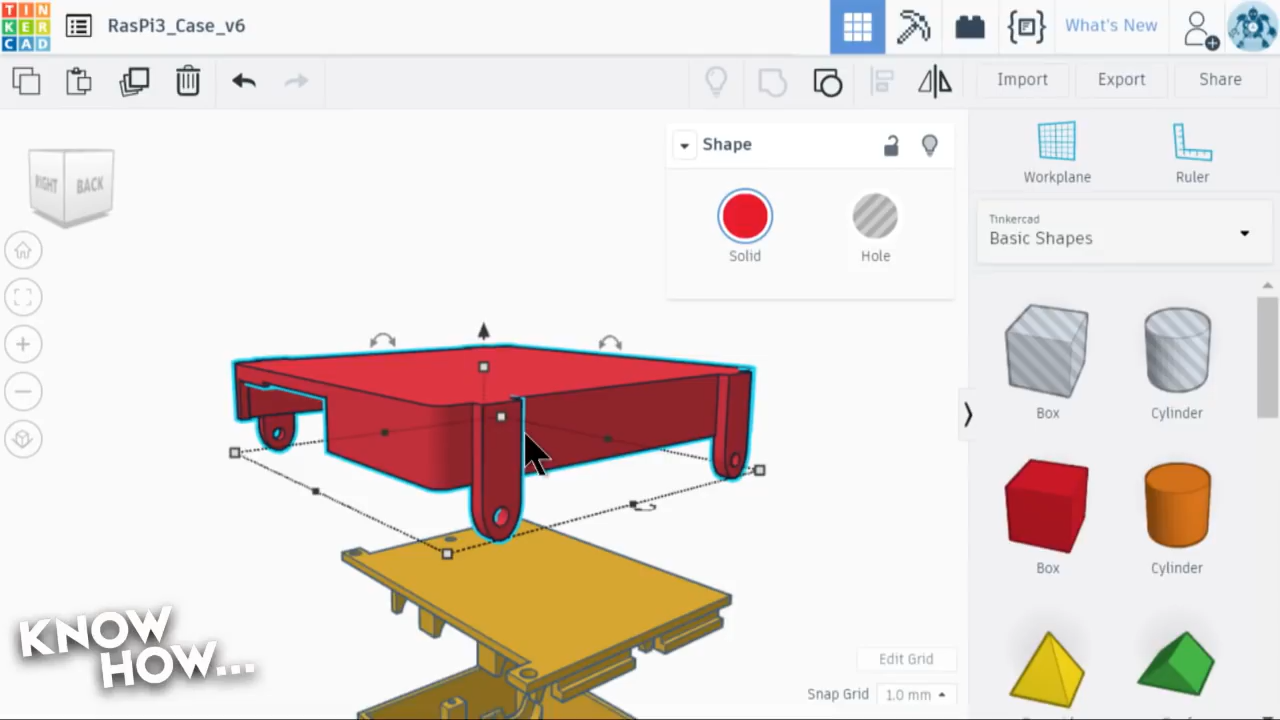 TIN
KER
CAD
RasPi3_Case_v6
What's New
Import
Export
Share
RIGHT
BACK
Shape
Solid
Hole
Workplane
Ruler
Tinkercad
Basic Shapes
Box
Cylinder
Box
Cylinder
Edit Grid
Snap Grid
1.0 mm
KNOW
HOW...